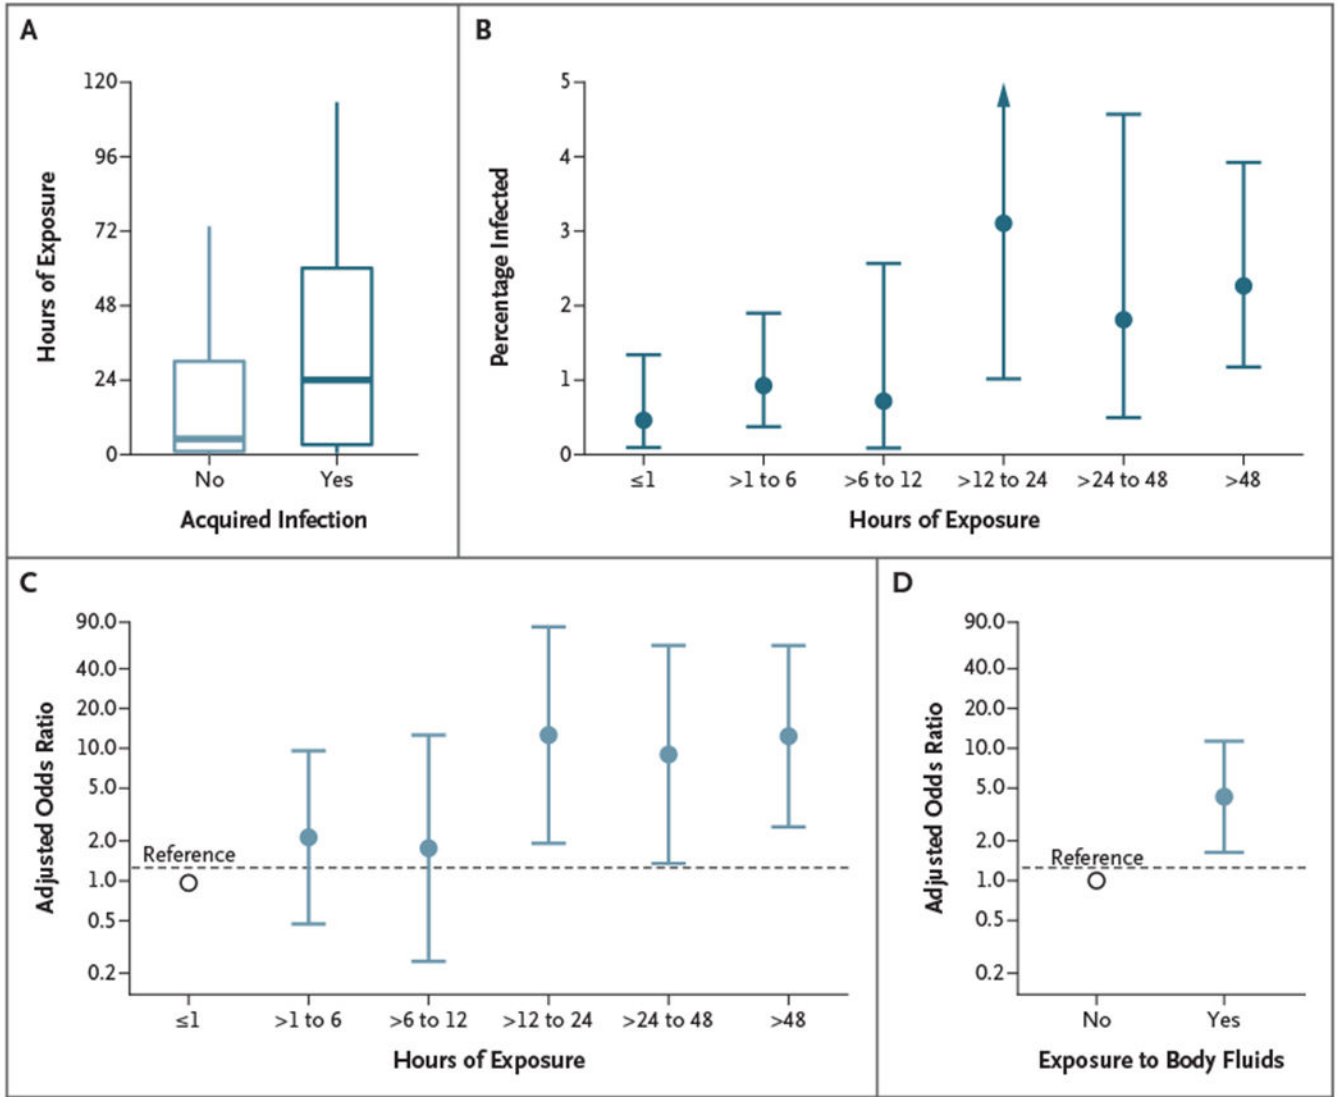 A
120
96
72
48
24
0
Hours of Exposure
No
Yes
Acquired Infection
B
5
4
3
2
1
0
Percentage Infected
≤1
>1 to 6
>6 to 12
>12 to 24
>24 to 48
>48
Hours of Exposure
C
90.0
40.0
20.0
10.0
5.0
2.0
1.0
0.5
0.2
Adjusted Odds Ratio
Reference
≤1
>1 to 6
>6 to 12
>12 to 24
>24 to 48
>48
Hours of Exposure
D
90.0
40.0
20.0
10.0
5.0
2.0
1.0
0.5
0.2
Adjusted Odds Ratio
Reference
No
Yes
Exposure to Body Fluids